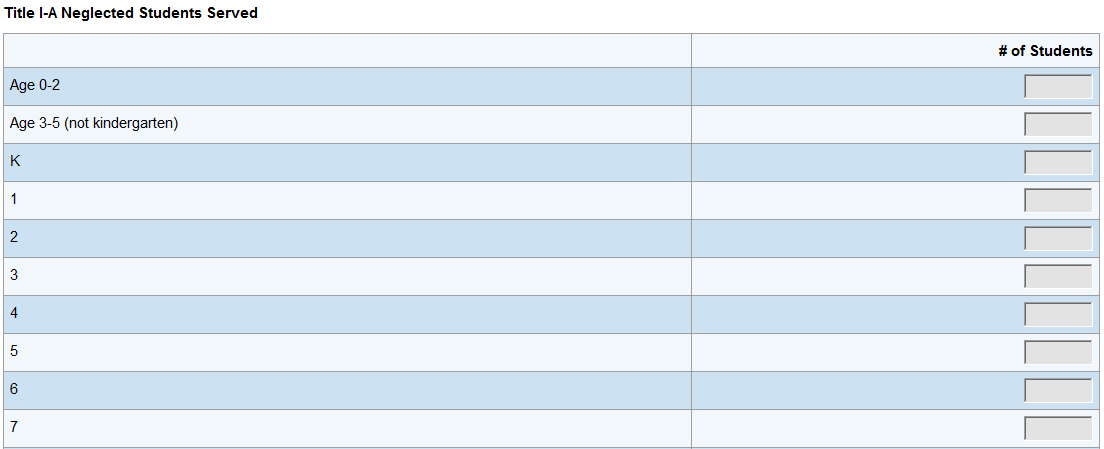 Title I-A Neglected Students Served
# of Students
Age 0-2
Age 3-5 (not kindergarten)
K
1
2
3
4
5
6
7